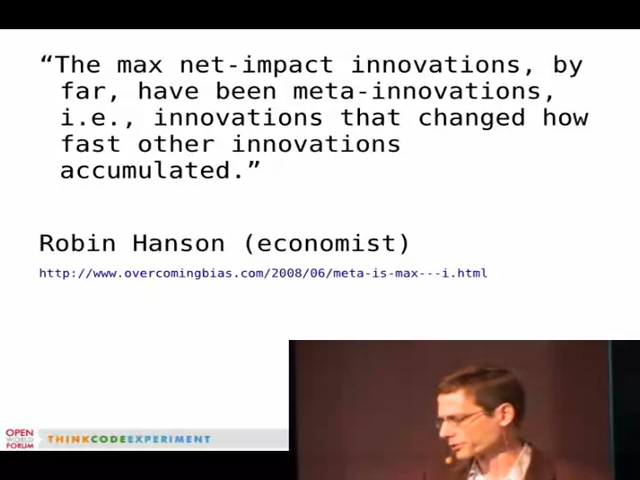 “The max net-impact innovations, by
far, have been meta-innovations,
i.e., innovations that changed how
fast other innovations
accumulated.”
Robin Hanson (economist)
http://www.overcomingbias.com/2008/06/meta-is-max---i.html
OPEN
WORLD
FORUM
THINKCODEEXPERIMENT